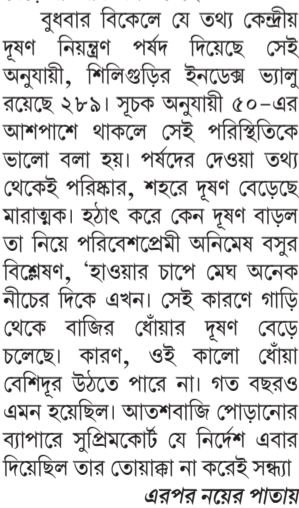 বুধবার বিকেলে যে তথ্য কেন্দ্রীয়
দূষণ নিয়ন্ত্রণ পর্ষদ দিয়েছে সেই
অনুযায়ী, শিলিগুড়ির ইনডেক্স ভ্যালু
রয়েছে ২৮৯। সূচক অনুযায়ী ৫০-এর
আশপাশে থাকলে সেই পরিস্থিতিকে
ভালো বলা হয়। পর্ষদের দেওয়া তথ্য
থেকেই পরিষ্কার, শহরে দূষণ বেড়েছে
মারাত্মক। হঠাৎ করে কেন দূষণ বাড়ল
তা নিয়ে পরিবেশপ্রেমী অনিমেষ বসুর
বিশ্লেষণ, ‘হাওয়ার চাপে মেঘ অনেক
নীচের দিকে এখন। সেই কারণে গাড়ি
থেকে বাজির ধোঁয়ার দূষণ বেড়ে
চলেছে। কারণ, ওই কালো ধোঁয়া
বেশিদূর উঠতে পারে না। গত বছরও
এমন হয়েছিল। আতশবাজি পোড়ানোর
ব্যাপারে সুপ্রিমকোর্ট যে নির্দেশ এবার
দিয়েছিল তার তোয়াক্কা না করেই সন্ধ্যা
এরপর নয়ের পাতায়